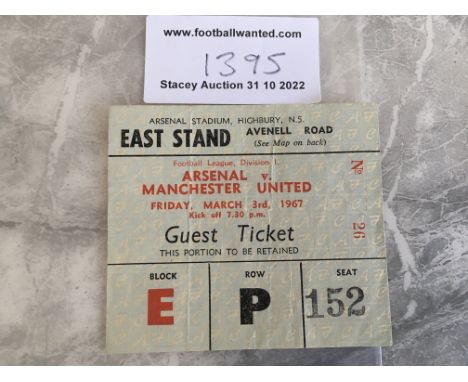 www.footballwanted.com
1395
Stacey Auction 31 10 2022
ARSENAL STADIUM, HIGHBURY, N.5.
EAST STAND AVENELL ROAD
(See Map on back)
Football League, Division I.
ARSENAL v.
MANCHESTER UNITED
FRIDAY, MARCH 3rd, 1967
Kick off 7.30 p.m.
Nº 26
Guest Ticket
THIS PORTION TO BE RETAINED
BLOCK ROW SEAT
E P 152